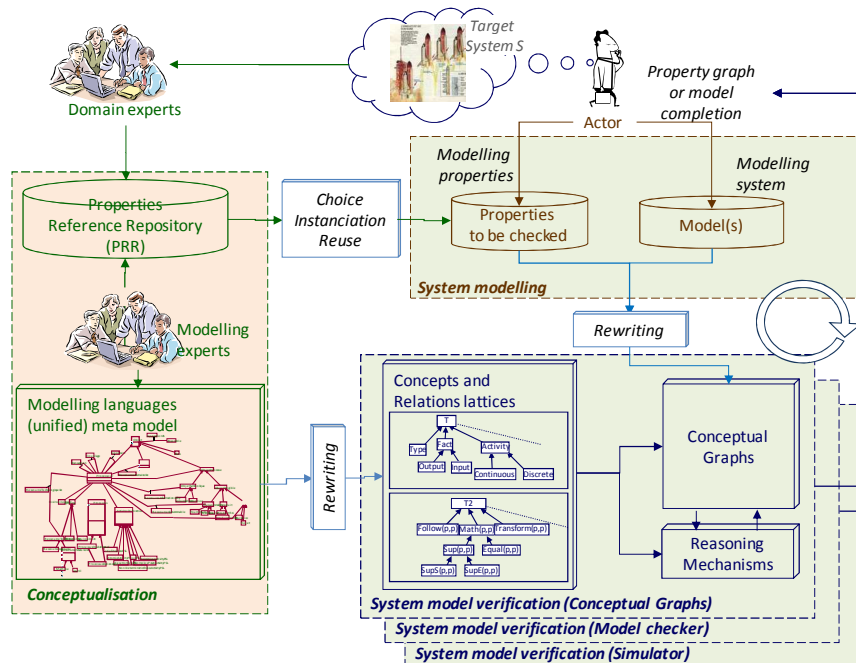 Target
System S
Domain experts
Property graph
or model
completion
Actor
Modelling
properties
Modelling
system
Properties
Reference Repository
(PRR)
Choice
Instanciation
Reuse
Properties
to be checked
Model(s)
System modelling
Modelling
experts
Rewriting
Modelling languages
(unified) meta model
Conceptualisation
Rewriting
Concepts and
Relations lattices
T
Type
Fact
Activity
Output
Input
Continuous
Discrete
T2
Follow(p,p)
Math(p,p)
Transform(p,p)
Sup(p,p)
Equal(p,p)
SupS(p,p)
SupE(p,p)
Conceptual
Graphs
Reasoning
Mechanisms
System model verification (Conceptual Graphs)
System model verification (Model checker)
System model verification (Simulator)